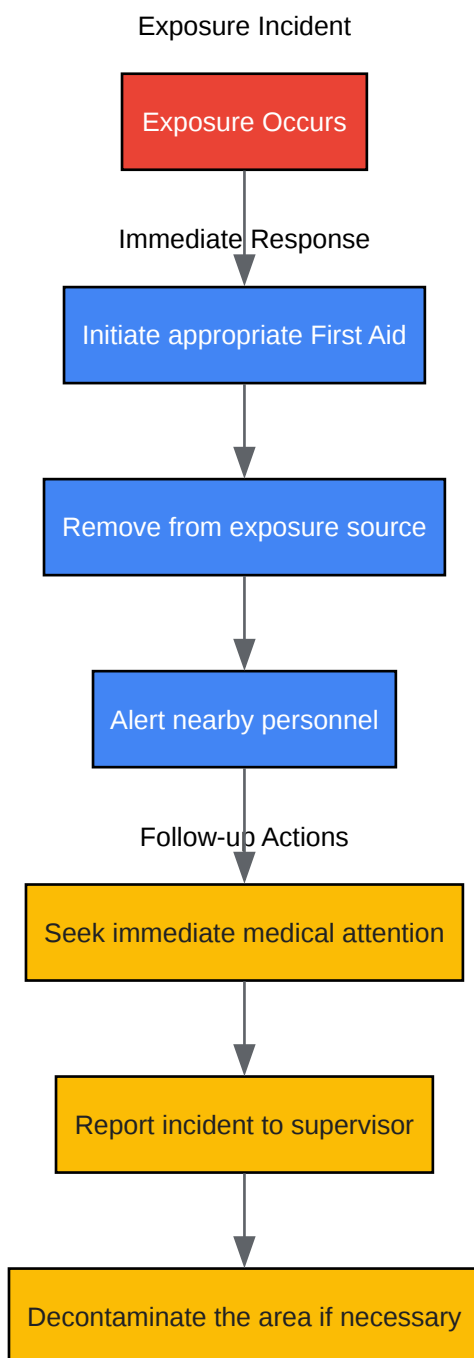 Exposure Incident
Exposure Occurs
Immediate Response
Initiate appropriate First Aid
Remove from exposure source
Alert nearby personnel
Follow-up Actions
Seek immediate medical attention
Report incident to supervisor
Decontaminate the area if necessary